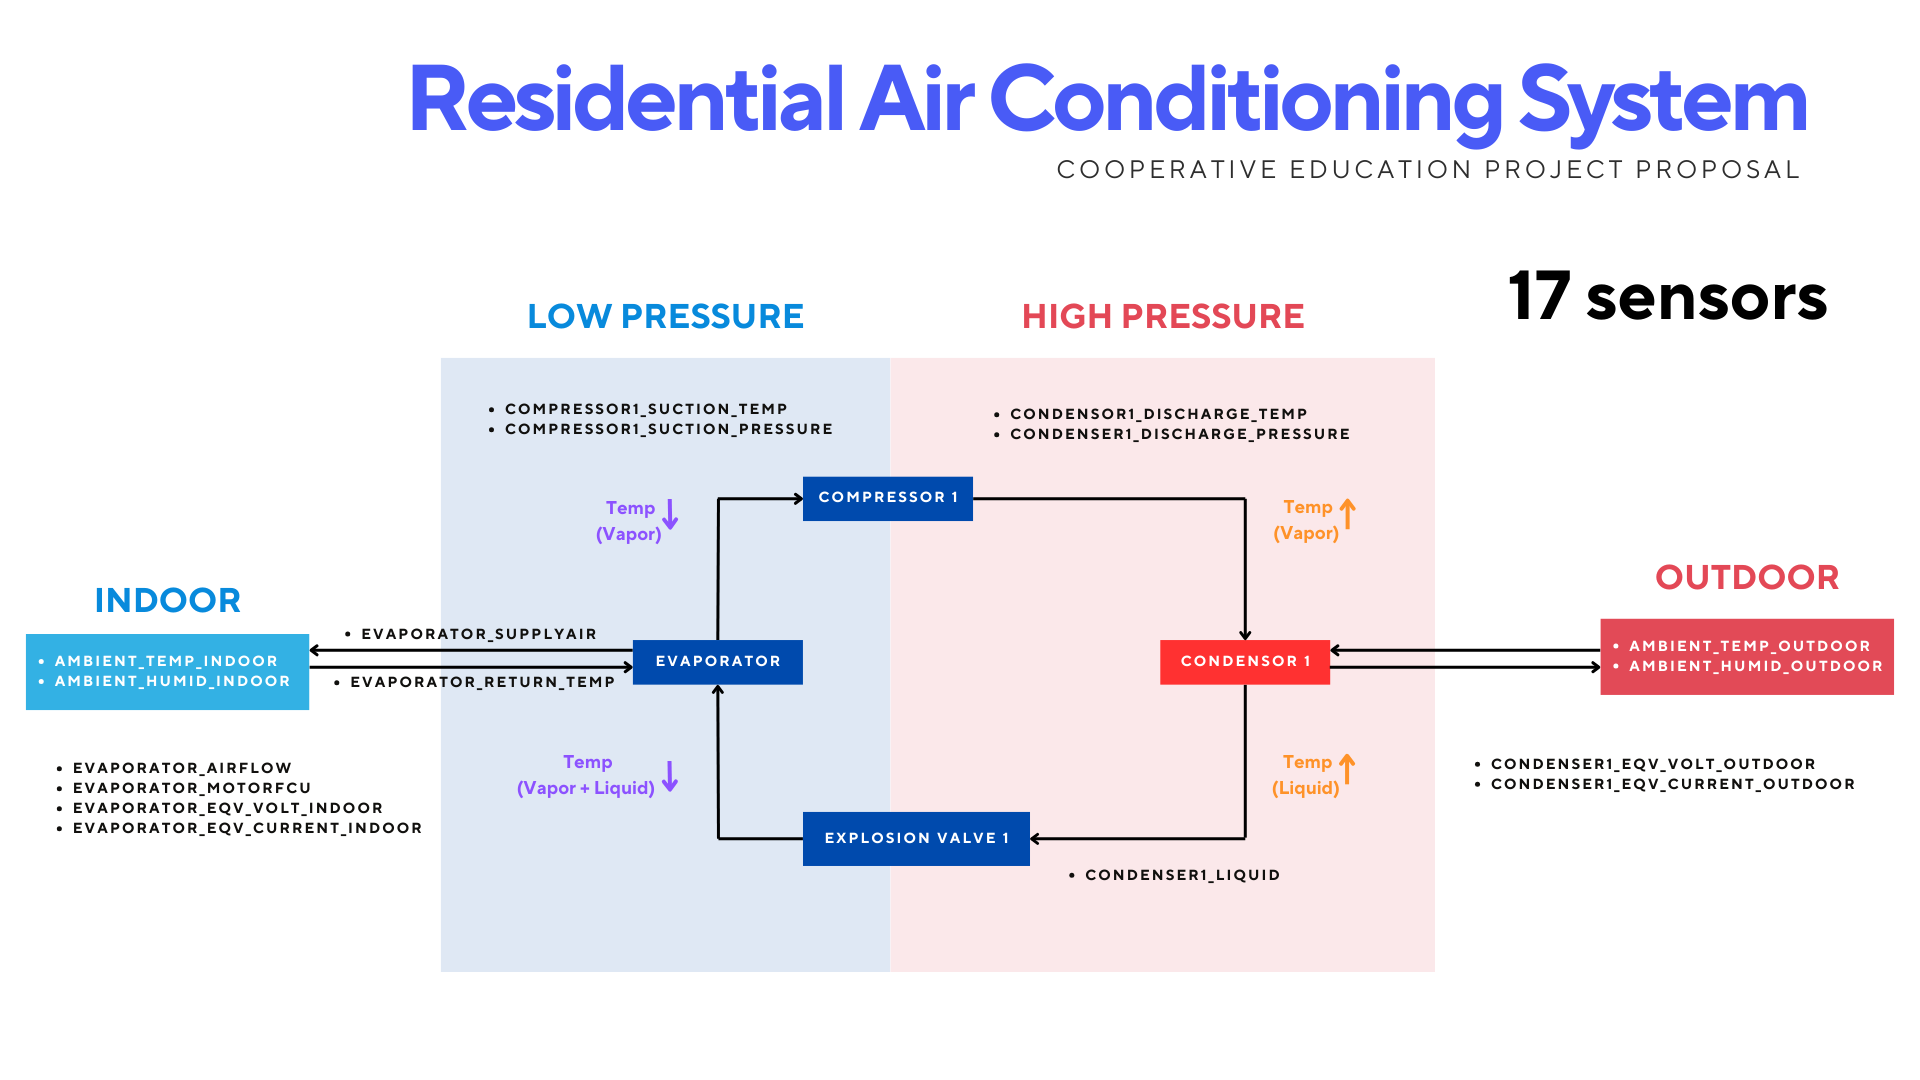 Residential Air Conditioning System
COOPERATIVE EDUCATION PROJECT PROPOSAL
17 sensors
LOW PRESSURE
HIGH PRESSURE
• COMPRESSOR1_SUCTION_TEMP
• COMPRESSOR1_SUCTION_PRESSURE
• CONDENSOR1_DISCHARGE_TEMP
• CONDENSER1_DISCHARGE_PRESSURE
COMPRESSOR 1
Temp
(Vapor)
Temp
(Vapor)
INDOOR
OUTDOOR
• AMBIENT_TEMP_INDOOR
• AMBIENT_HUMID_INDOOR
• EVAPORATOR_SUPPLYAIR
• EVAPORATOR_RETURN_TEMP
EVAPORATOR
CONDENSOR 1
• AMBIENT_TEMP_OUTDOOR
• AMBIENT_HUMID_OUTDOOR
• EVAPORATOR_AIRFLOW
• EVAPORATOR_MOTORFCU
• EVAPORATOR_EQV_VOLT_INDOOR
• EVAPORATOR_EQV_CURRENT_INDOOR
Temp
(Vapor + Liquid)
Temp
(Liquid)
• CONDENSER1_EQV_VOLT_OUTDOOR
• CONDENSER1_EQV_CURRENT_OUTDOOR
EXPLOSION VALVE 1
• CONDENSER1_LIQUID